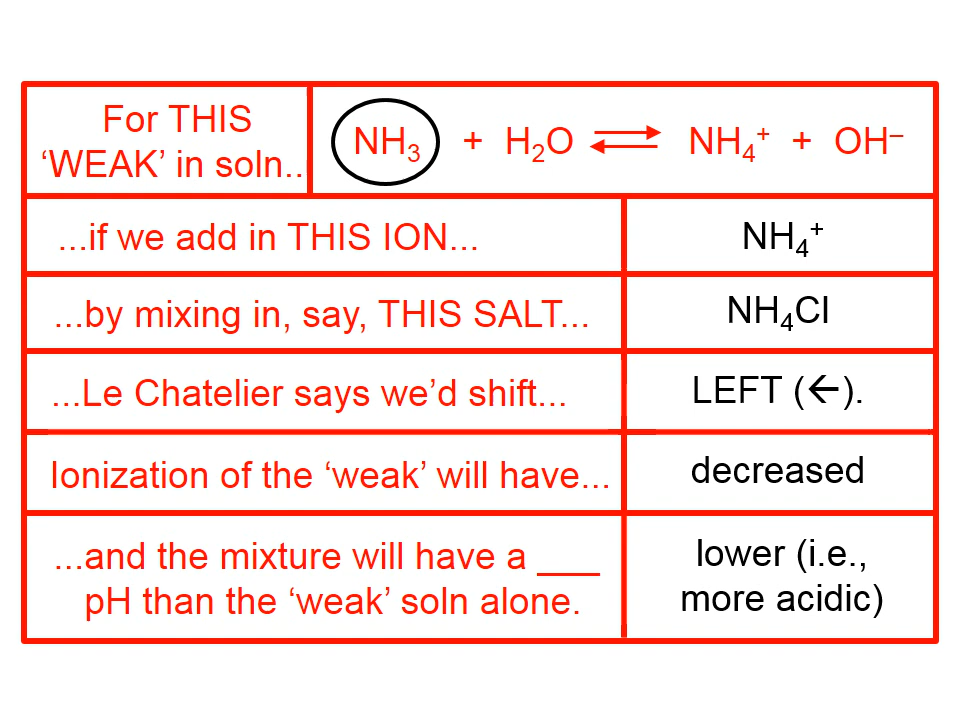 For THIS
‘WEAK’ in soln..
NH₃ + H₂O ⇄ NH₄⁺ + OH⁻
...if we add in THIS ION...
NH₄⁺
...by mixing in, say, THIS SALT...
NH₄Cl
...Le Chatelier says we’d shift...
LEFT (←).
Ionization of the ‘weak’ will have...
decreased
...and the mixture will have a ___
pH than the ‘weak’ soln alone.
lower (i.e.,
more acidic)